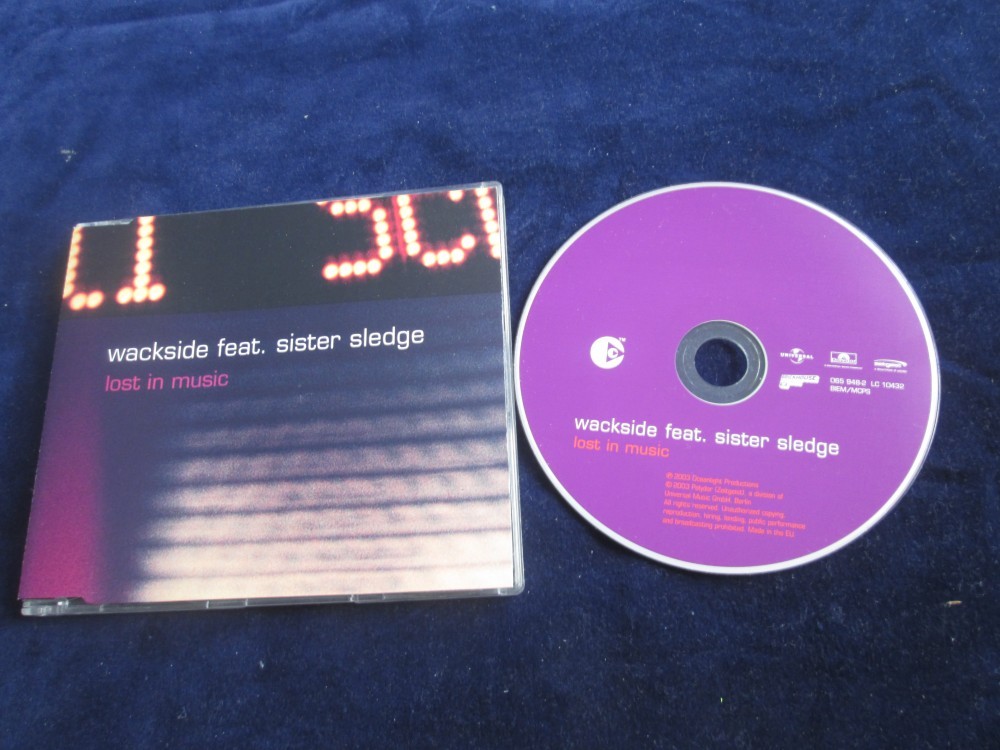 wackside feat. sister sledge
lost in music
UNIVERSAL
065 948-2 LC 10432
BIEM/MCPS
wackside feat. sister sledge
lost in music
℗ 2003 Downlight Productions
© 2003 Polydor (Zeitgeist), a division of
Universal Music GmbH, Berlin
All rights reserved. Unauthorized copying,
reproduction, hiring, lending, public performance
and broadcasting prohibited. Made in the EU.